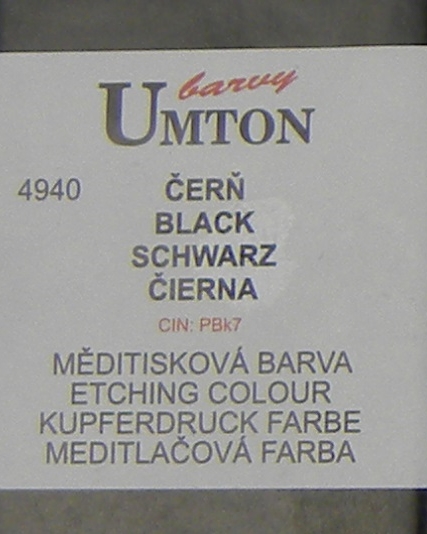 barvy
UMTON
4940 ČERŇ
BLACK
SCHWARZ
ČIERNA
CIN: PBk7
MĚDITISKOVÁ BARVA
ETCHING COLOUR
KUPFERDRUCK FARBE
MEDITLAČOVÁ FARBA